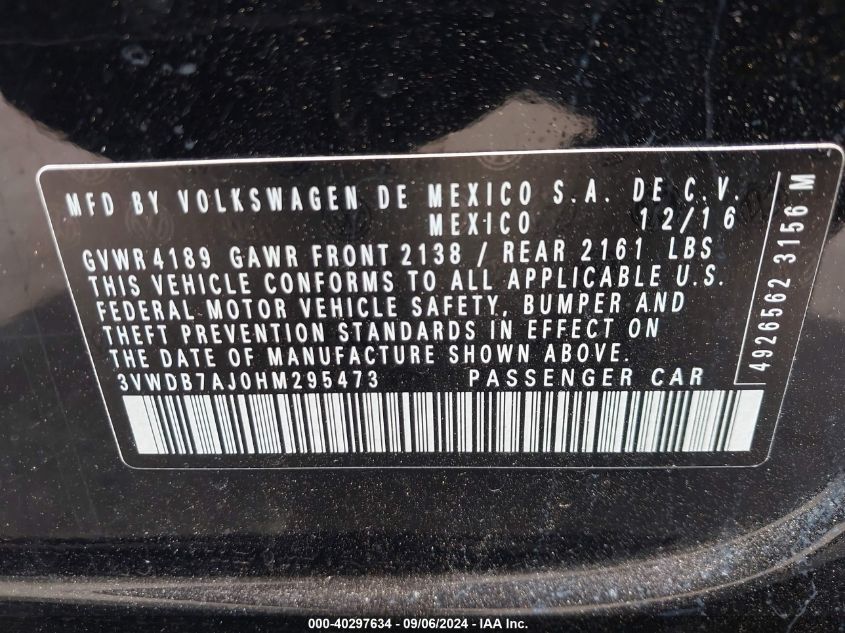 MFD BY VOLKSWAGEN DE MEXICO S.A. DE C.V.
MEXICO 12/16
GVWR 4189 GAWR FRONT 2138 / REAR 2161 LBS
THIS VEHICLE CONFORMS TO ALL APPLICABLE U.S.
FEDERAL MOTOR VEHICLE SAFETY, BUMPER AND
THEFT PREVENTION STANDARDS IN EFFECT ON
THE DATE OF MANUFACTURE SHOWN ABOVE.
3VWDB7AJ0HM295473 PASSENGER CAR
4926562 3156 M
000-40297634 - 09/06/2024 - IAA Inc.